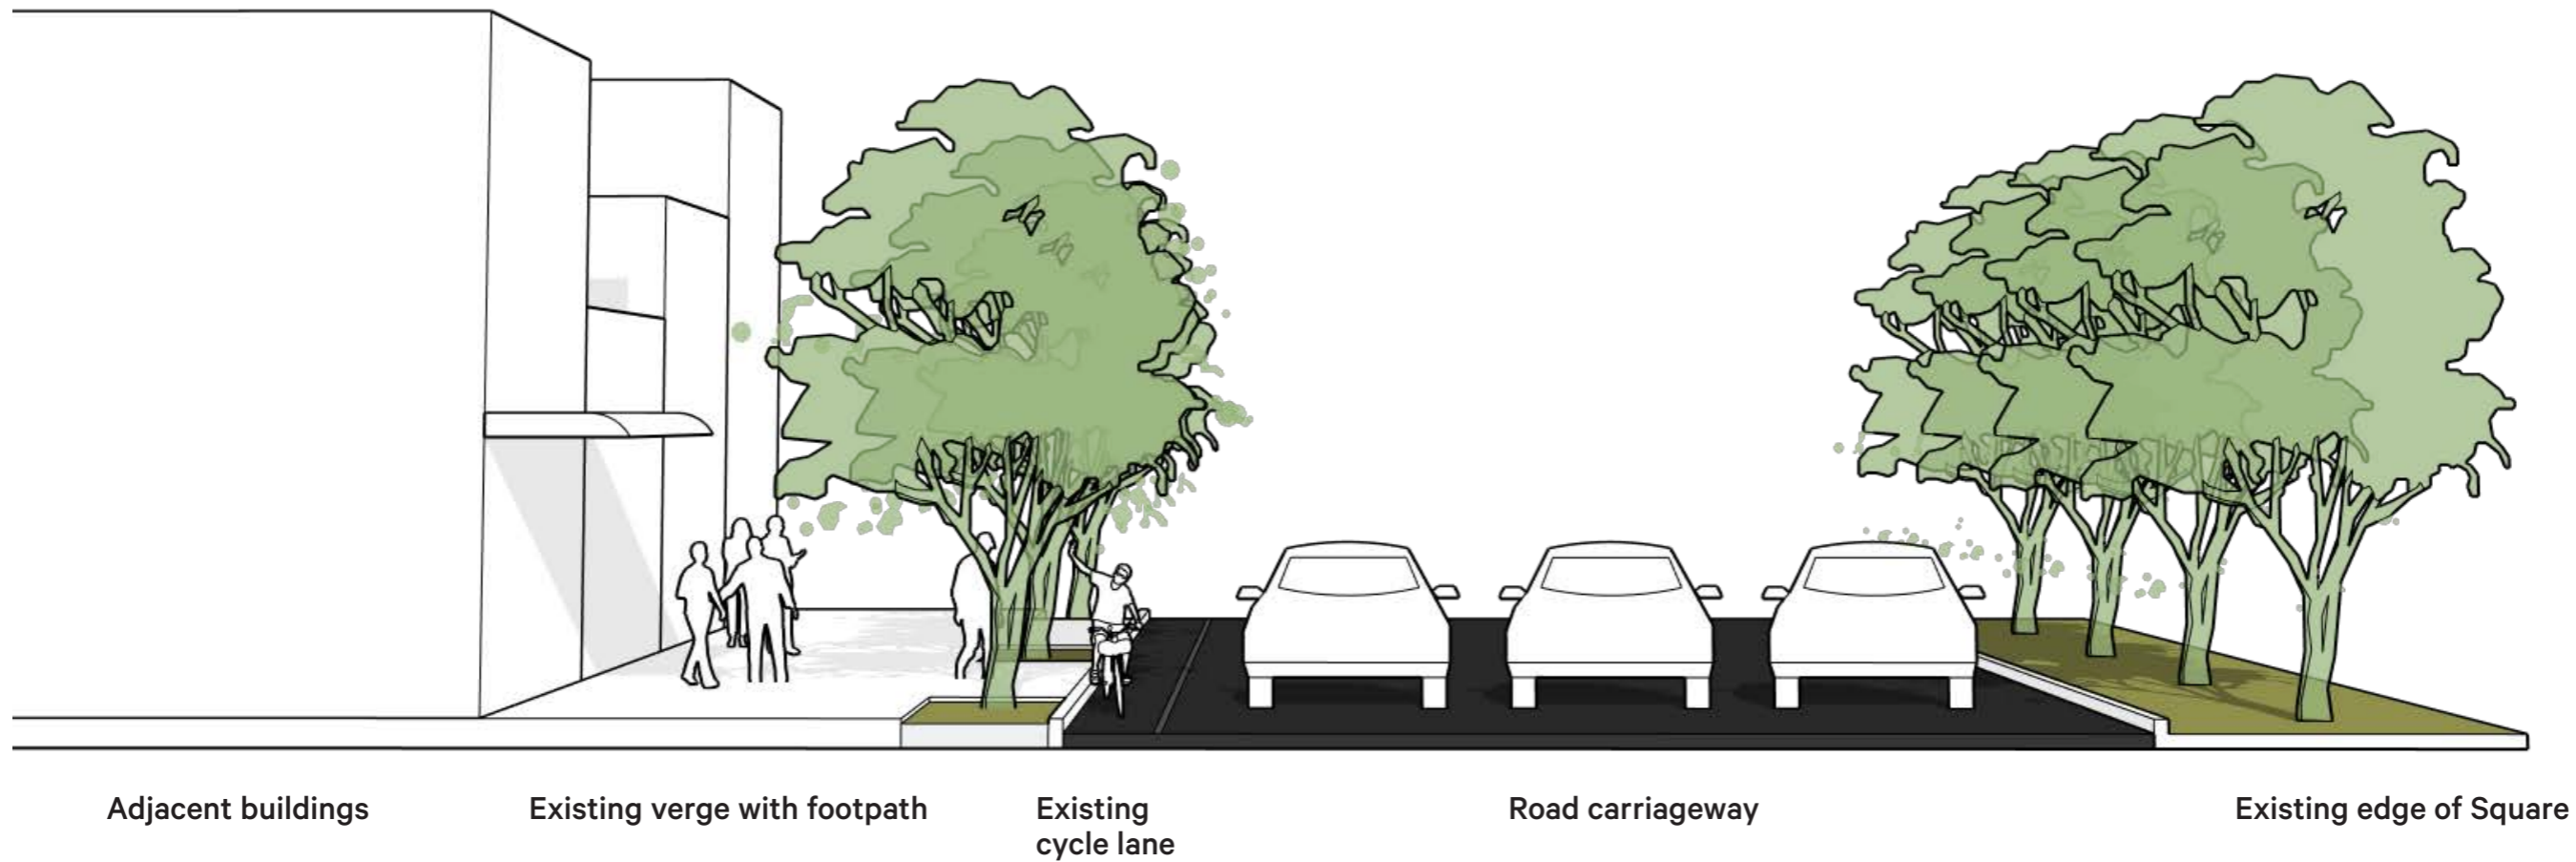 Adjacent buildings
Existing verge with footpath
Existing
cycle lane
Road carriageway
Existing edge of Square